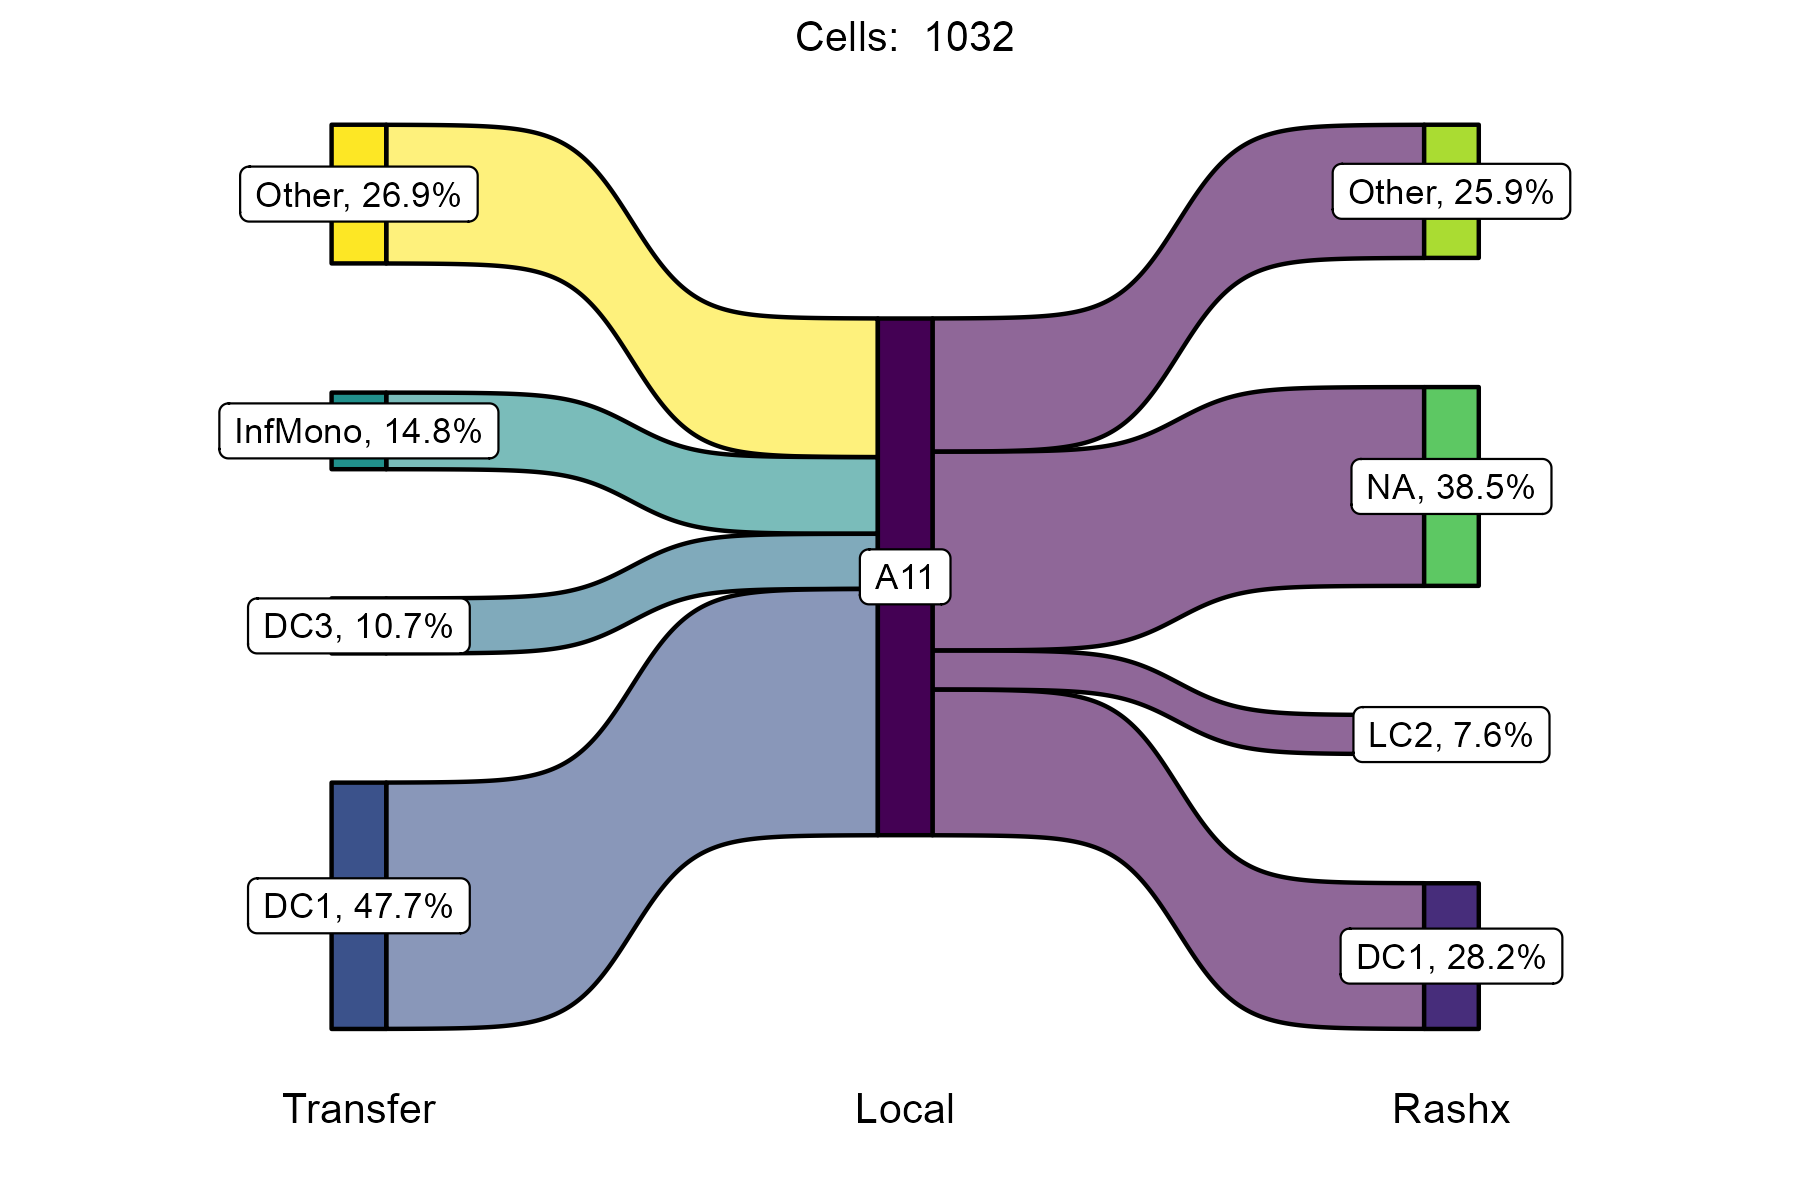 Cells:  1032
Other, 26.9%
InfMono, 14.8%
DC3, 10.7%
DC1, 47.7%
A11
Other, 25.9%
NA, 38.5%
LC2, 7.6%
DC1, 28.2%
Transfer
Local
Rashx